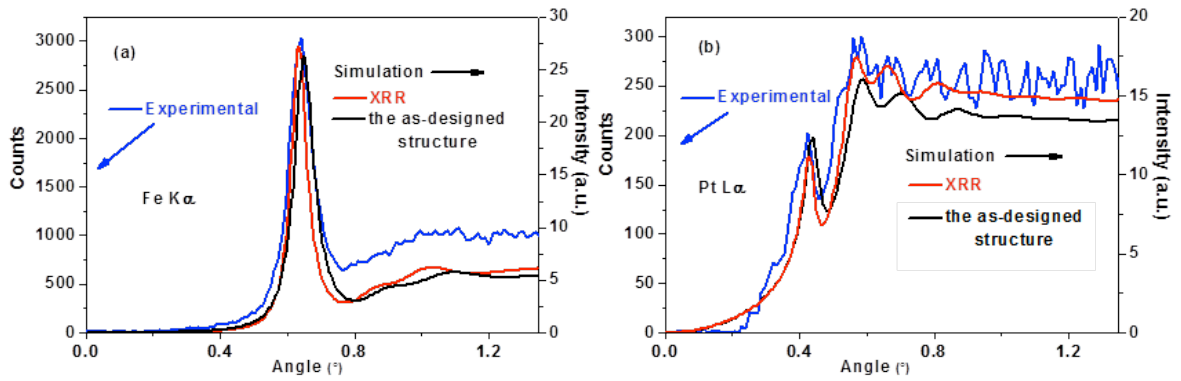 (a)
3000
2500
2000
1500
1000
500
0
Counts
30
25
20
15
10
5
0
Intensity (a.u.)
Simulation
XRR
Experimental
the as-designed
structure
Fe Kα
0.0
0.4
0.8
1.2
Angle (°)
(b)
300
250
200
150
100
50
0
Counts
20
15
10
5
0
Intensity (a.u.)
Experimental
Simulation
XRR
Pt Lα
the as-designed
structure
0.0
0.4
0.8
1.2
Angle (°)